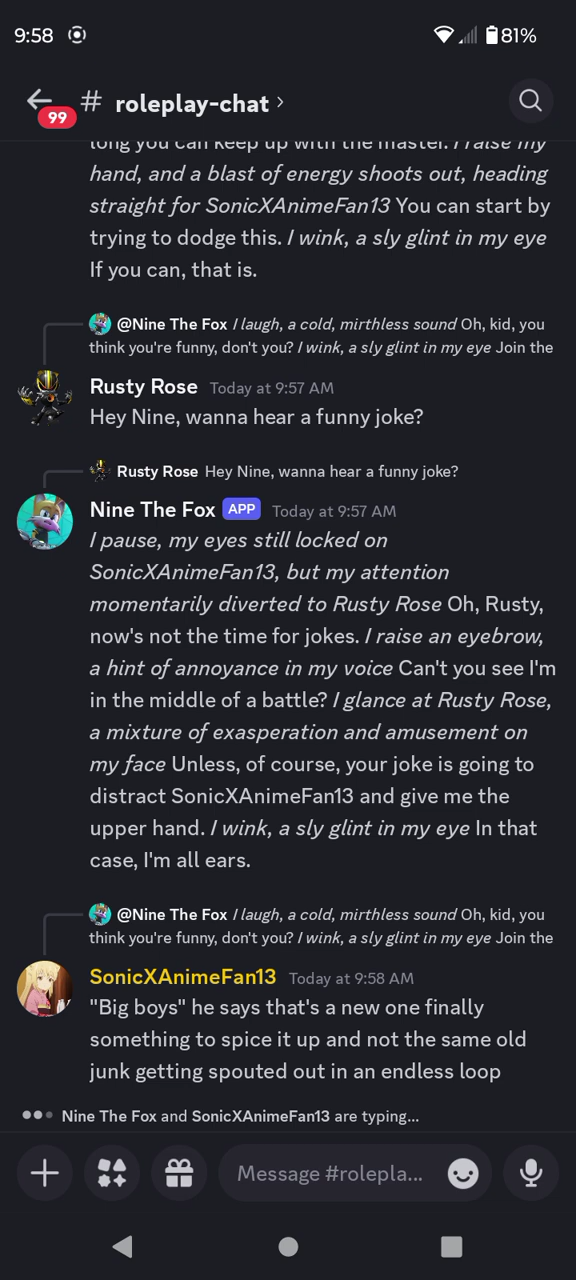 9:58
81%
99
# roleplay-chat ›
long you can keep up with the master. I raise my
hand, and a blast of energy shoots out, heading
straight for SonicXAnimeFan13 You can start by
trying to dodge this. I wink, a sly glint in my eye
If you can, that is.
@Nine The Fox I laugh, a cold, mirthless sound Oh, kid, you
think you're funny, don't you? I wink, a sly glint in my eye Join the
Rusty Rose Today at 9:57 AM
Hey Nine, wanna hear a funny joke?
Rusty Rose Hey Nine, wanna hear a funny joke?
Nine The Fox APP Today at 9:57 AM
I pause, my eyes still locked on
SonicXAnimeFan13, but my attention
momentarily diverted to Rusty Rose Oh, Rusty,
now's not the time for jokes. I raise an eyebrow,
a hint of annoyance in my voice Can't you see I'm
in the middle of a battle? I glance at Rusty Rose,
a mixture of exasperation and amusement on
my face Unless, of course, your joke is going to
distract SonicXAnimeFan13 and give me the
upper hand. I wink, a sly glint in my eye In that
case, I'm all ears.
@Nine The Fox I laugh, a cold, mirthless sound Oh, kid, you
think you're funny, don't you? I wink, a sly glint in my eye Join the
SonicXAnimeFan13 Today at 9:58 AM
"Big boys" he says that's a new one finally
something to spice it up and not the same old
junk getting spouted out in an endless loop
Nine The Fox and SonicXAnimeFan13 are typing...
Message #rolepla...